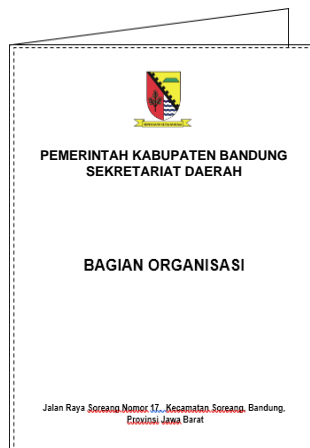 PEMERINTAH KABUPATEN BANDUNG
SEKRETARIAT DAERAH
BAGIAN ORGANISASI
Jalan Raya Soreang Nomor 17, Kecamatan Soreang, Bandung,
Provinsi Jawa Barat